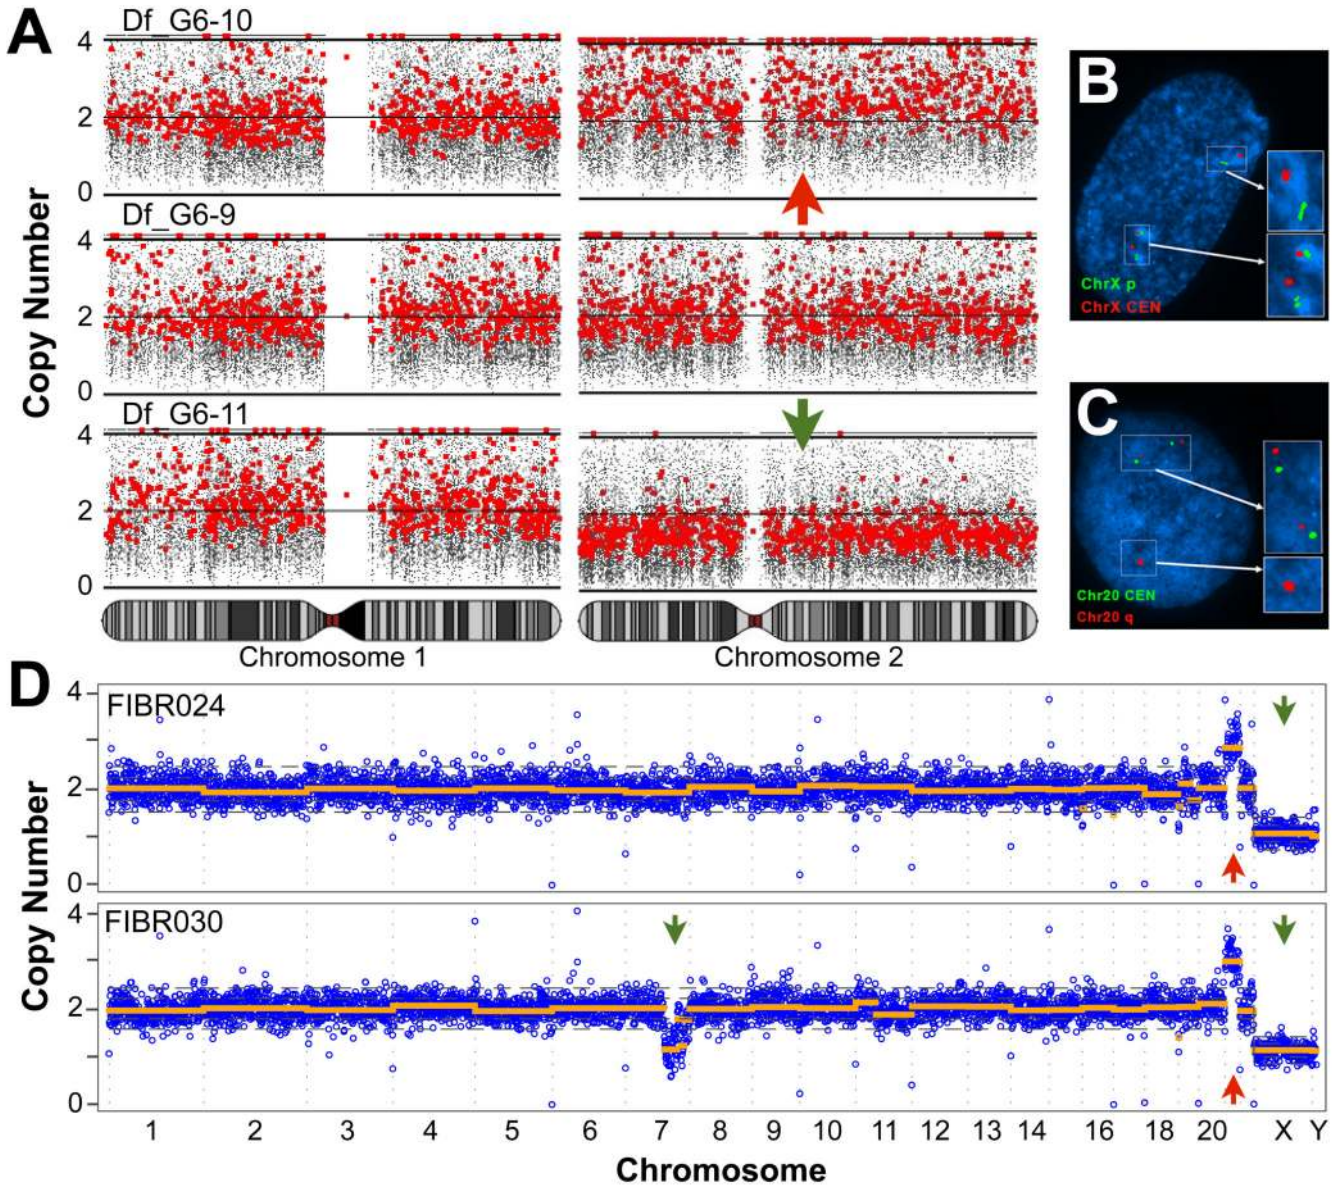 A
Df_G6-10
4
2
0
Df_G6-9
4
2
0
Df_G6-11
4
2
0
Copy Number
Chromosome 1
Chromosome 2
B
ChrX p
ChrX CEN
C
Chr20 CEN
Chr20 q
D
FIBR024
4
2
0
FIBR030
4
2
0
Copy Number
1 2 3 4 5 6 7 8 9 10 11 12 13 14 16 18 20 X Y
Chromosome